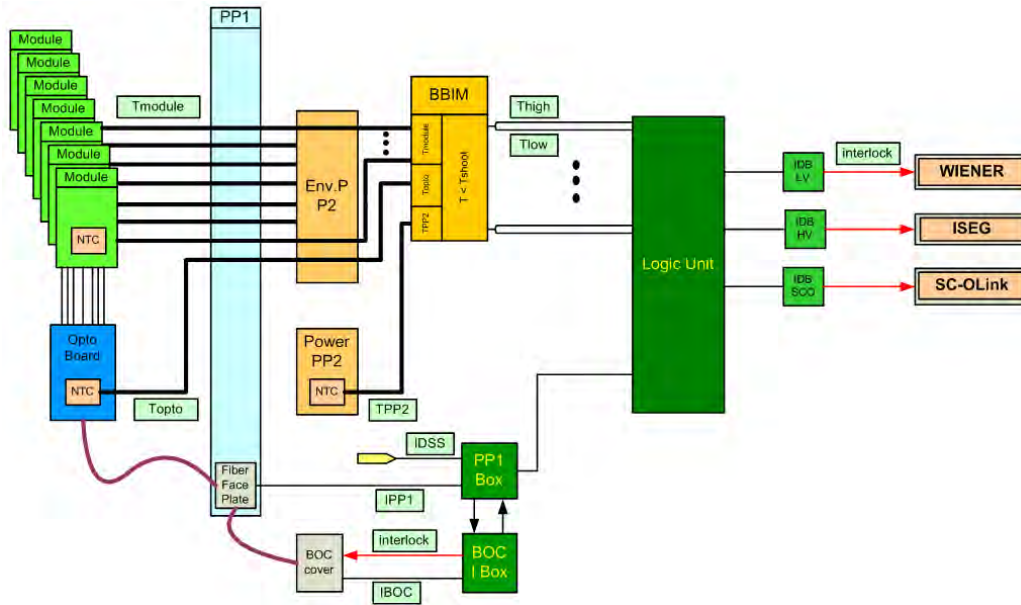 PP1
Module
Module
Module
Module
Module
Module
Module
NTC
Tmodule
Env.P
P2
BBIM
Tmodule
Topto
TPP2
T < Tshoot
Thigh
Tlow
Logic Unit
IDB
LV
interlock
WIENER
IDB
HV
ISEG
IDB
SCO
SC-OLink
Opto
Board
NTC
Topto
Power
PP2
NTC
TPP2
IDSS
PP1
Box
Fiber
Face
Plate
IPP1
BOC
cover
interlock
IBOC
BOC
I Box